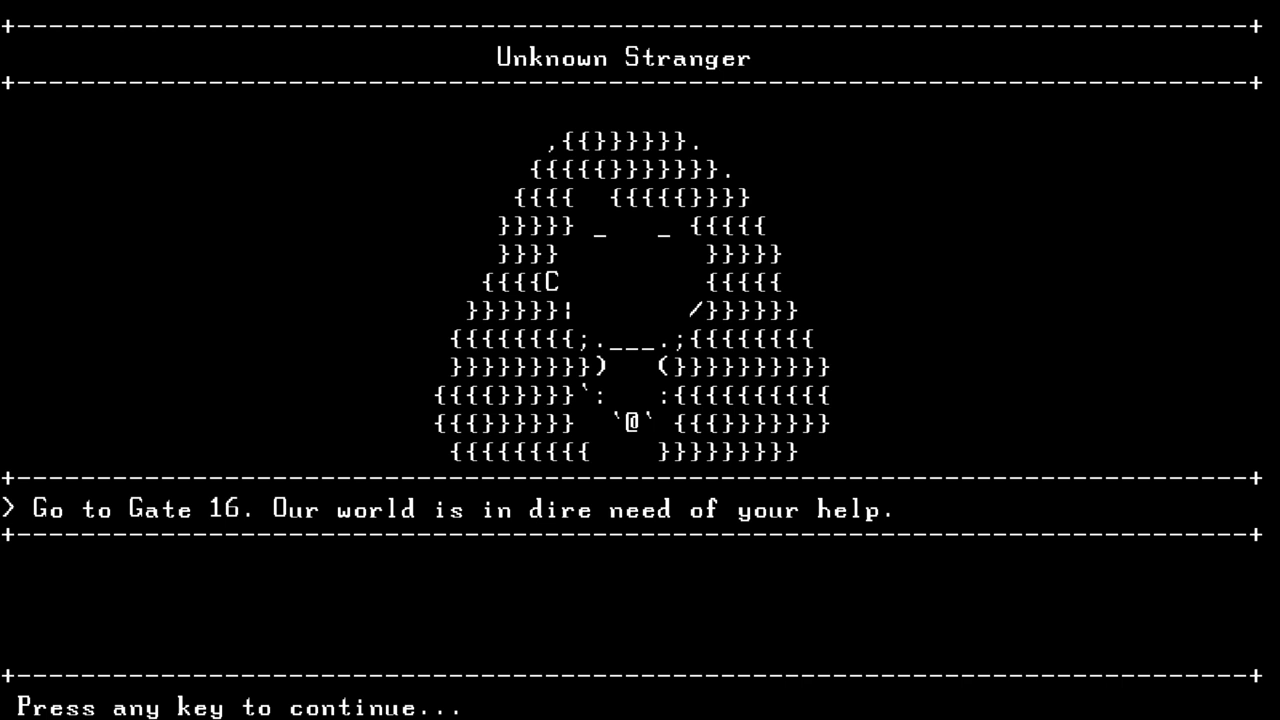 Unknown Stranger
> Go to Gate 16. Our world is in dire need of your help.
Press any key to continue...